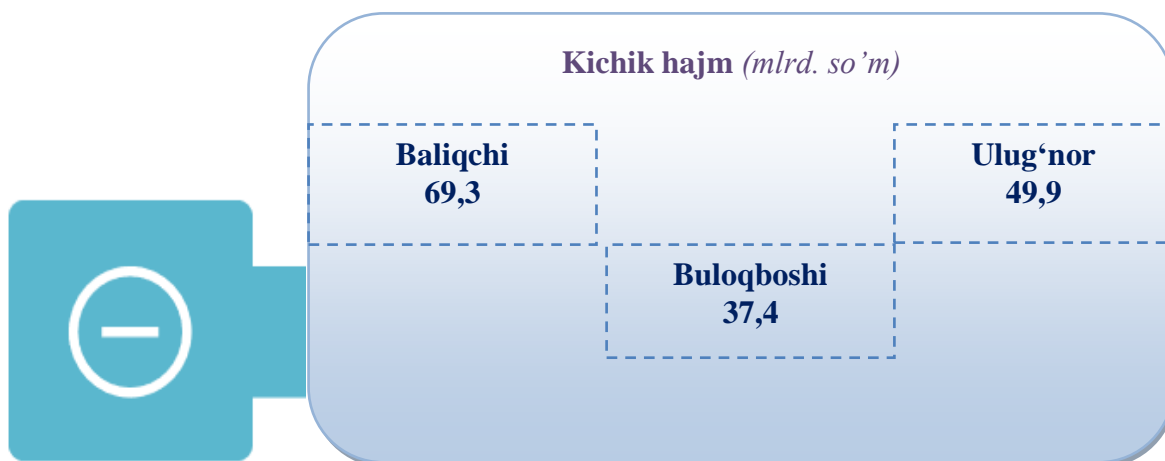 Kichik hajm (mlrd. so’m)
Baliqchi
69,3
Ulug‘nor
49,9
Buloqboshi
37,4